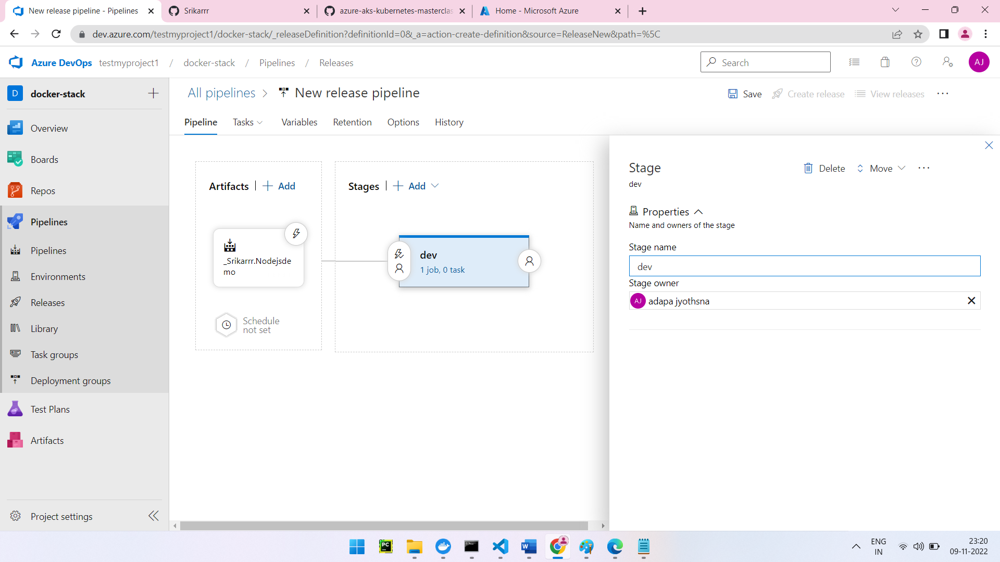 New release pipeline - Pipelines
Srikarrr
azure-aks-kubernetes-masterclas
Home - Microsoft Azure
dev.azure.com/testmyproject1/docker-stack/_releaseDefinition?definitionId=0&_a=action-create-definition&source=ReleaseNew&path=%5C
Azure DevOps testmyproject1 / docker-stack / Pipelines / Releases
Search
AJ
D docker-stack
Overview
Boards
Repos
Pipelines
Pipelines
Environments
Releases
Library
Task groups
Deployment groups
Test Plans
Artifacts
Project settings
All pipelines > New release pipeline
Save Create release View releases
Pipeline Tasks Variables Retention Options History
Artifacts | + Add
_Srikarrr.Nodejsde
mo
Schedule
not set
Stages | + Add
dev
1 job, 0 task
Stage
Delete Move
dev
Properties
Name and owners of the stage
Stage name
dev
Stage owner
AJ adapa jyothsna
PC
W
ENG
IN
23:20
09-11-2022